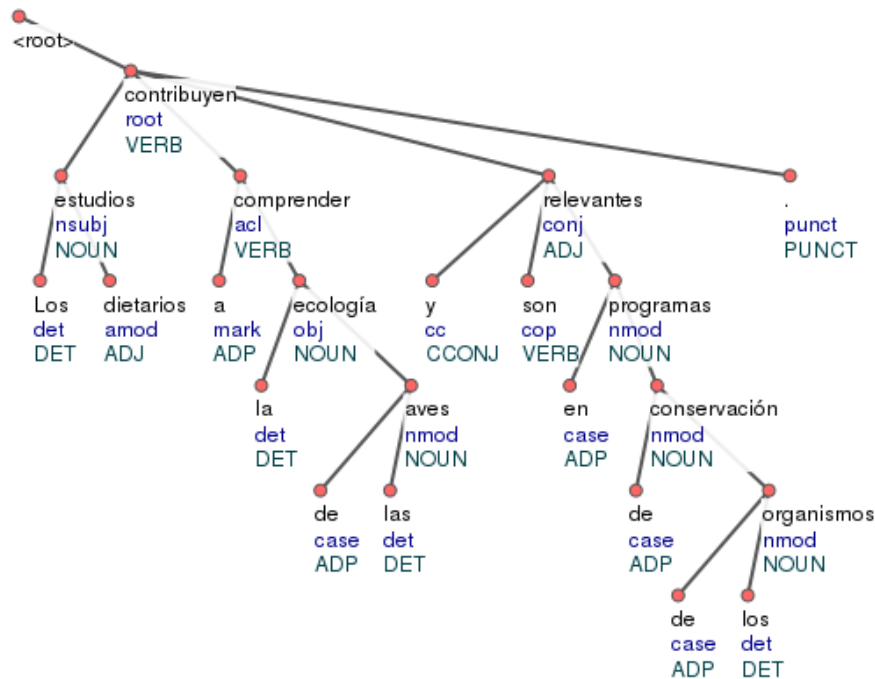 <root>
contribuyen
root
VERB
estudios comprender relevantes .
nsubj acl conj punct
NOUN VERB ADJ PUNCT
Los dietarios a ecología y son programas
det amod mark obj cc cop nmod
DET ADJ ADP NOUN CCONJ VERB NOUN
la aves en conservación
det nmod case nmod
DET NOUN ADP NOUN
de las de organismos
case det case nmod
ADP DET ADP NOUN
de los
case det
ADP DET